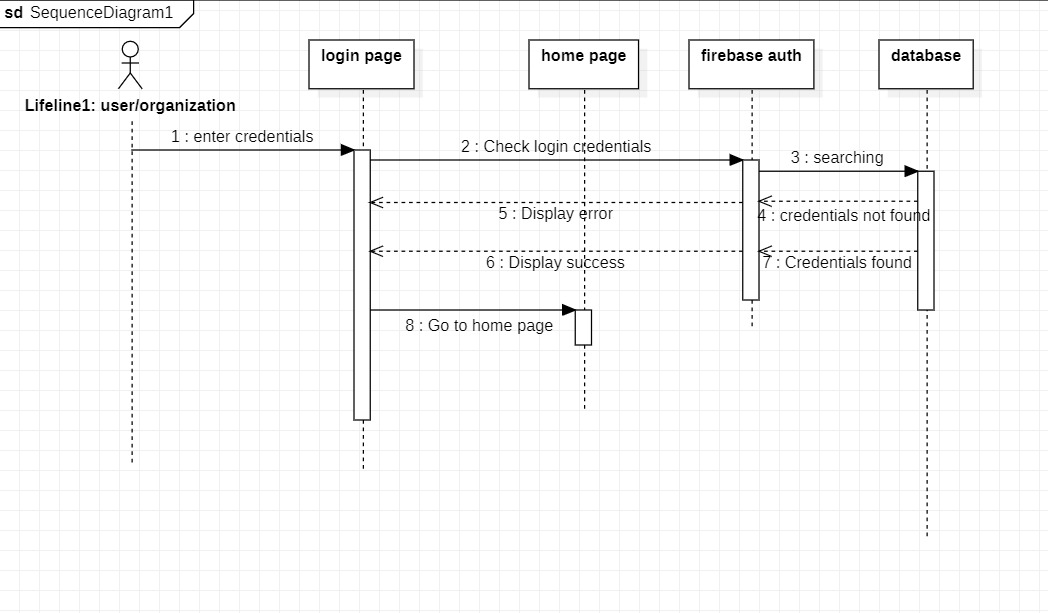 sd SequenceDiagram1
login page
home page
firebase auth
database
Lifeline1: user/organization
1 : enter credentials
2 : Check login credentials
3 : searching
5 : Display error
4 : credentials not found
6 : Display success
7 : Credentials found
8 : Go to home page